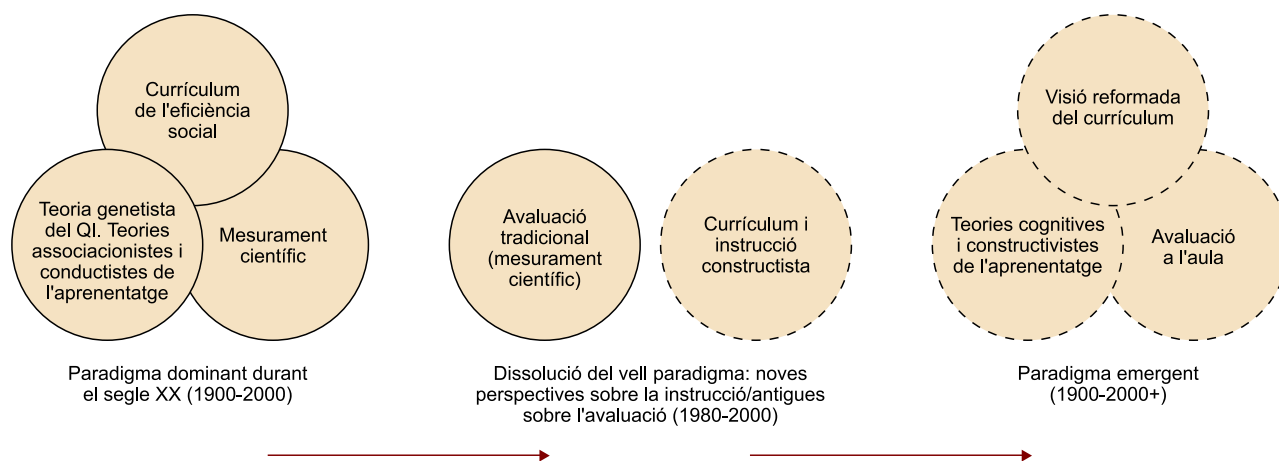 Currículum
de l'eficiència
social
Teoria genetista
del QI. Teories
associacionistes i
conductistes de
l'aprenentatge
Mesurament
científic
Paradigma dominant durant
el segle XX (1900-2000)
Avaluació
tradicional
(mesurament
científic)
Currículum i
instrucció
constructista
Dissolució del vell paradigma: noves
perspectives sobre la instrucció/antigues
sobre l'avaluació (1980-2000)
Visió reformada
del currículum
Teories cognitives
i constructivistes
de l'aprenentatge
Avaluació
a l'aula
Paradigma emergent
(1900-2000+)